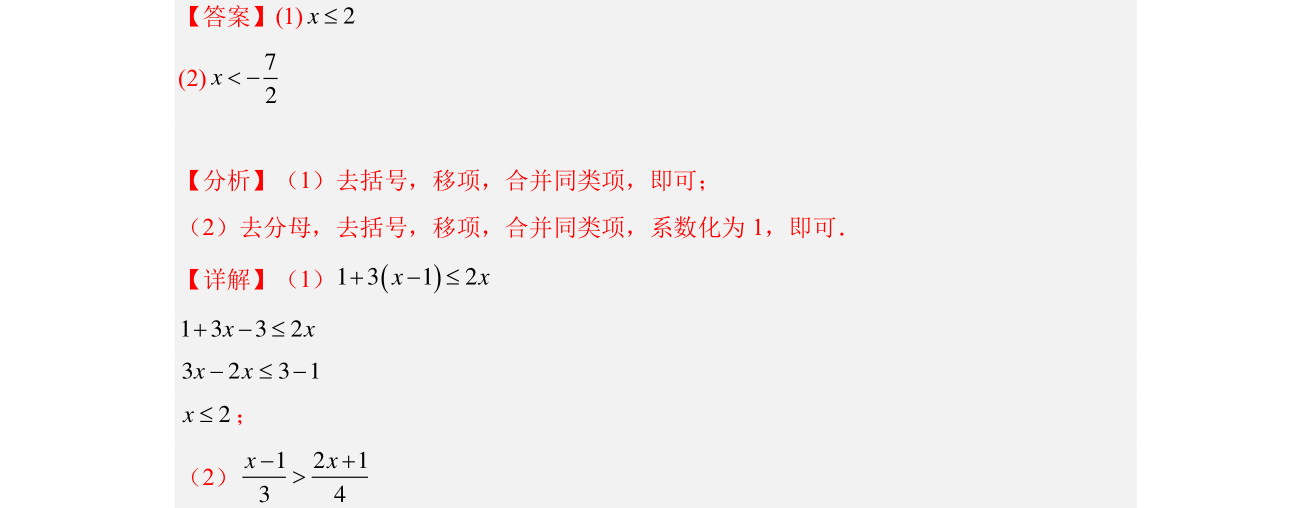 【答案】(1) x ≤ 2
(2) x < −7/2
【分析】（1）去括号，移项，合并同类项，即可；
（2）去分母，去括号，移项，合并同类项，系数化为 1，即可．
【详解】（1）1+3(x−1) ≤ 2x
1+3x−3 ≤ 2x
3x−2x ≤ 3−1
x ≤ 2；
（2）(x−1)/3 > (2x+1)/4